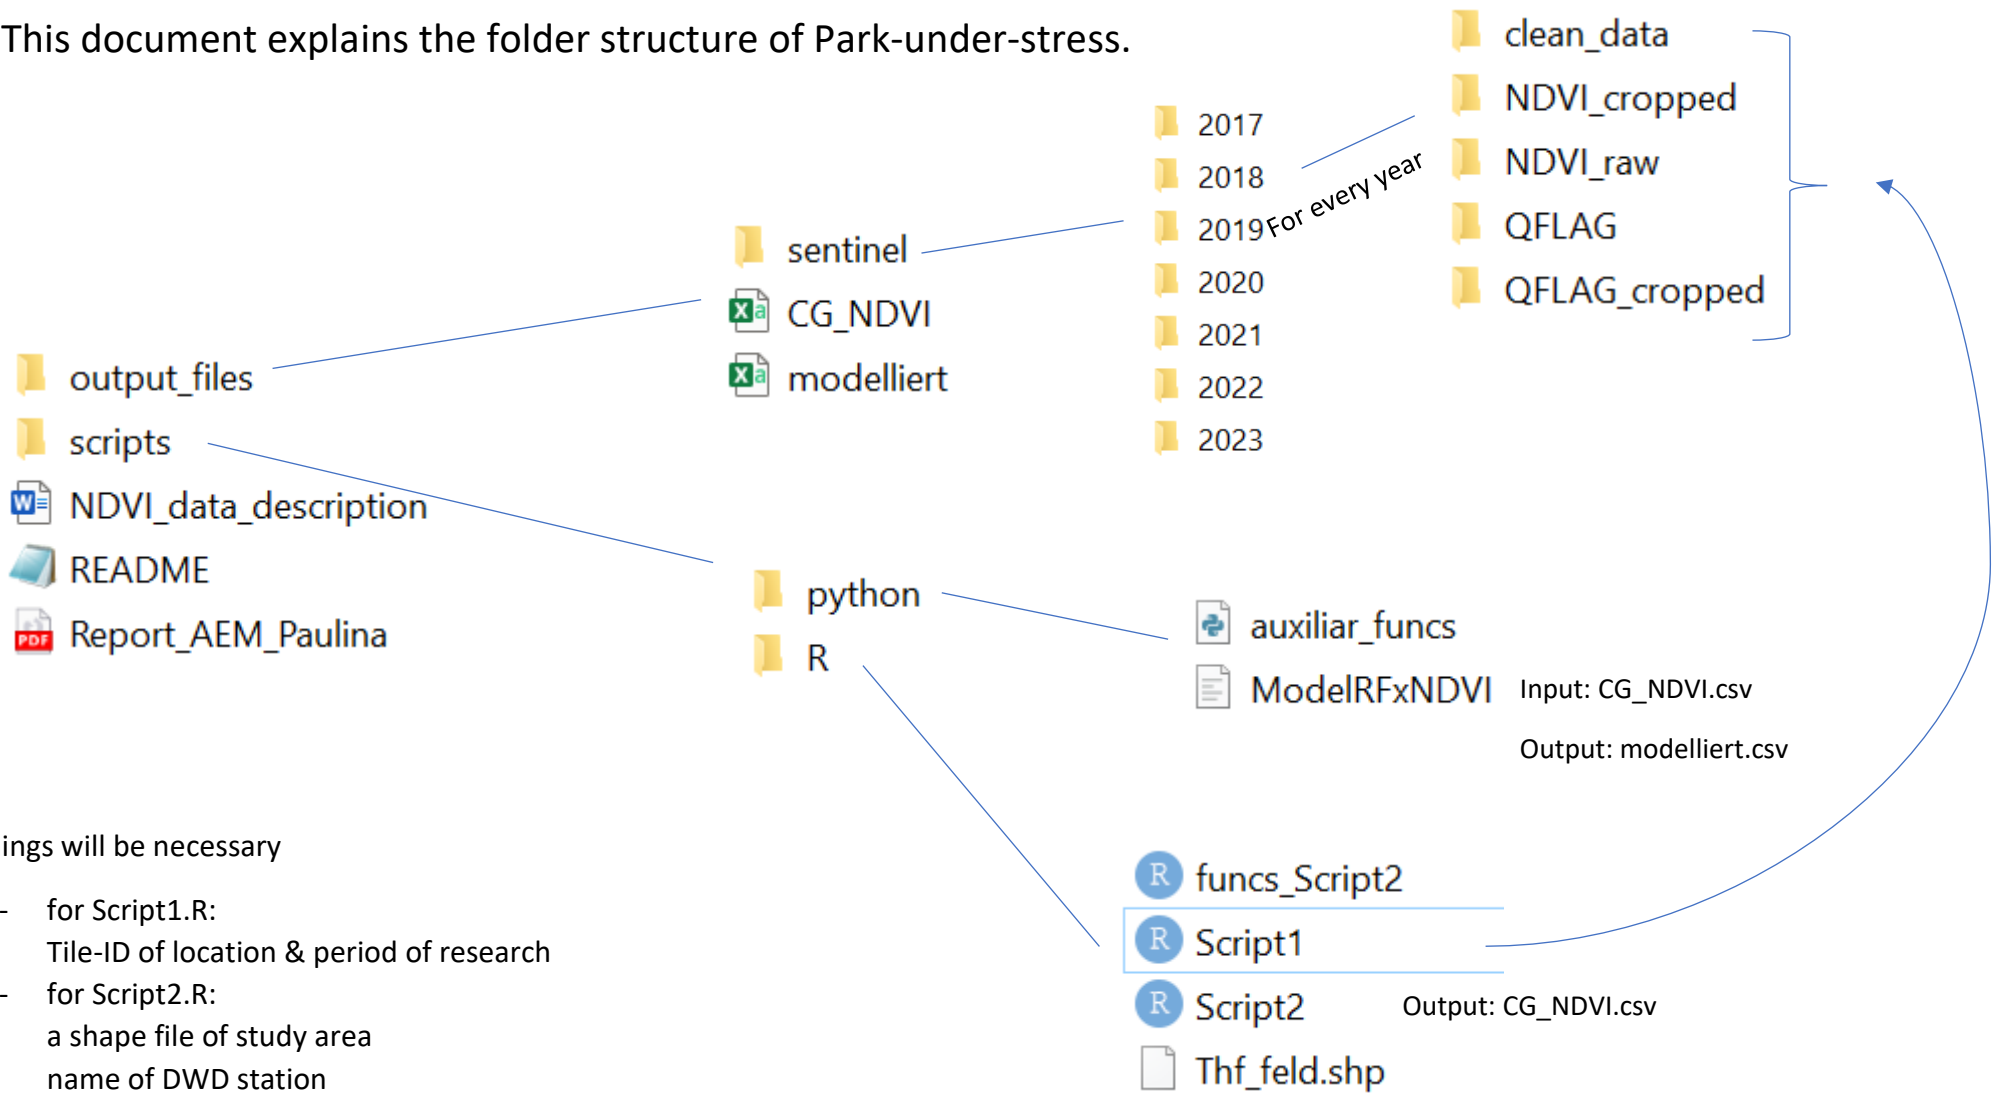 This document explains the folder structure of Park-under-stress.
output_files
scripts
NDVI_data_description
README
Report_AEM_Paulina
sentinel
CG_NDVI
modelliert
2017
2018
2019
2020
2021
2022
2023
For every year
clean_data
NDVI_cropped
NDVI_raw
QFLAG
QFLAG_cropped
python
R
auxiliar_funcs
ModelRFxNDVI
Input: CG_NDVI.csv
Output: modelliert.csv
funcs_Script2
Script1
Script2
Output: CG_NDVI.csv
Thf_feld.shp
ings will be necessary
- for Script1.R:
Tile-ID of location & period of research
- for Script2.R:
a shape file of study area
name of DWD station